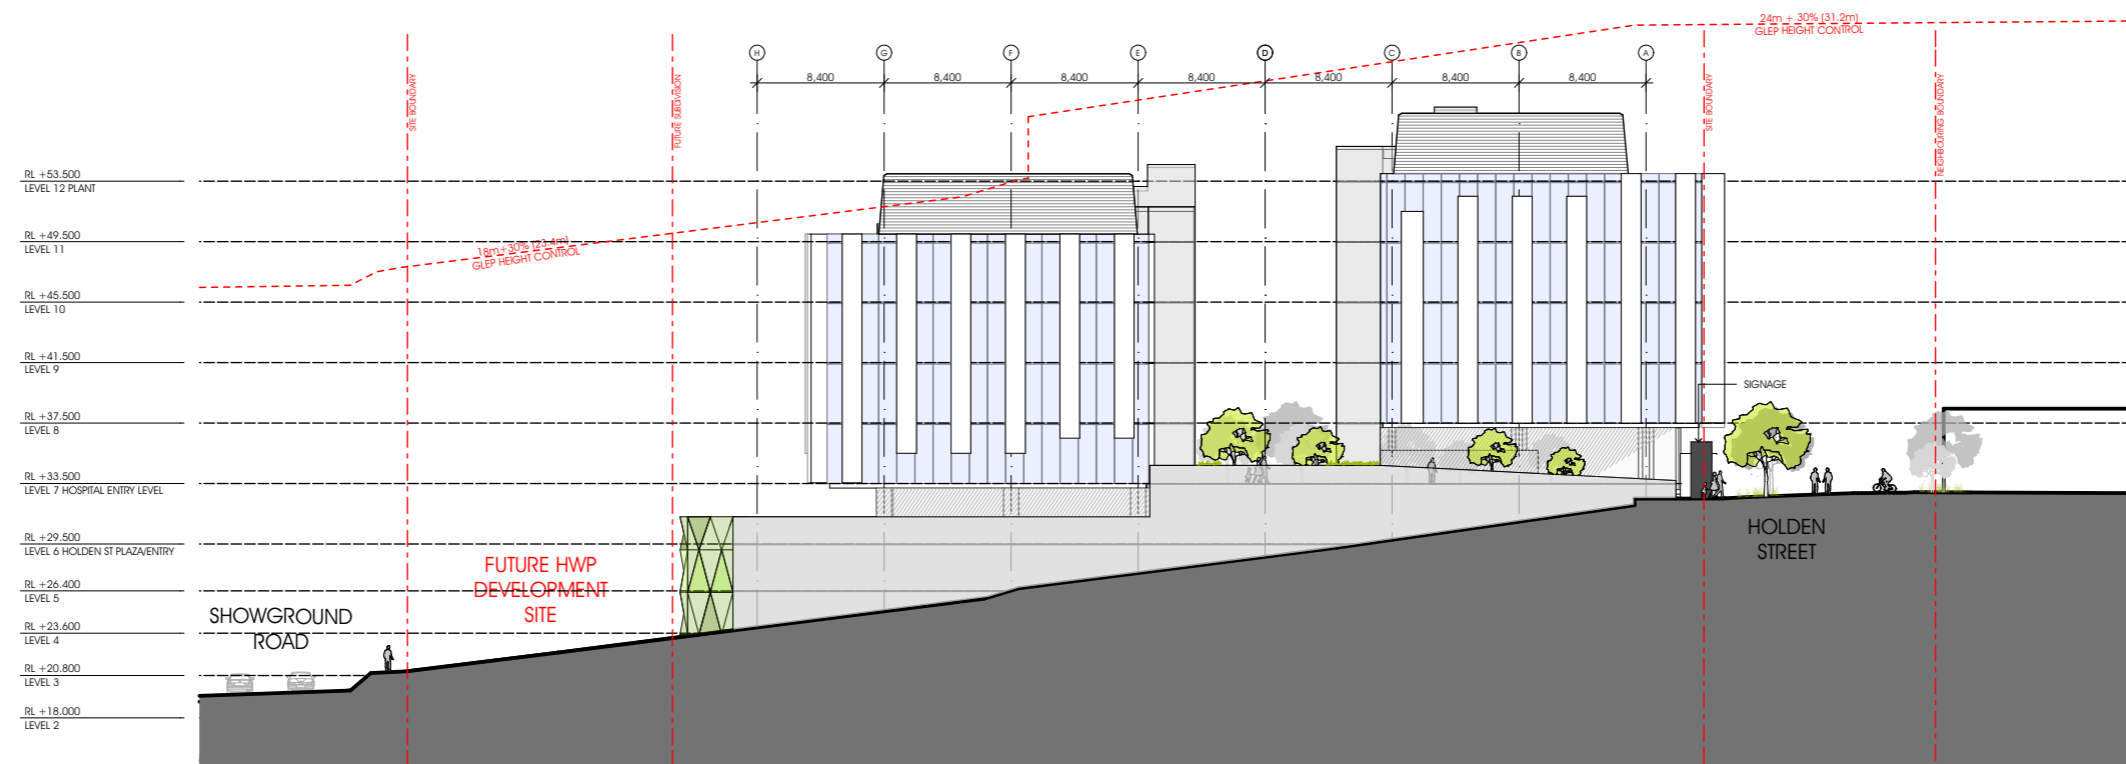 24m + 30% (31.2m)
GLEP HEIGHT CONTROL
H
G
F
E
D
C
B
A
8,400
8,400
8,400
8,400
8,400
8,400
8,400
SITE BOUNDARY
FUTURE SUBDIVISION
SITE BOUNDARY
NEIGHBOURING BOUNDARY
RL +53.500
LEVEL 12 PLANT
RL +49.500
LEVEL 11
18m+30% (23.4m)
GLEP HEIGHT CONTROL
RL +45.500
LEVEL 10
RL +41.500
LEVEL 9
SIGNAGE
RL +37.500
LEVEL 8
RL +33.500
LEVEL 7 HOSPITAL ENTRY LEVEL
RL +29.500
LEVEL 6 HOLDEN ST PLAZA/ENTRY
HOLDEN
STREET
FUTURE HWP
DEVELOPMENT
SITE
RL +26.400
LEVEL 5
SHOWGROUND
ROAD
RL +23.600
LEVEL 4
RL +20.800
LEVEL 3
RL +18.000
LEVEL 2